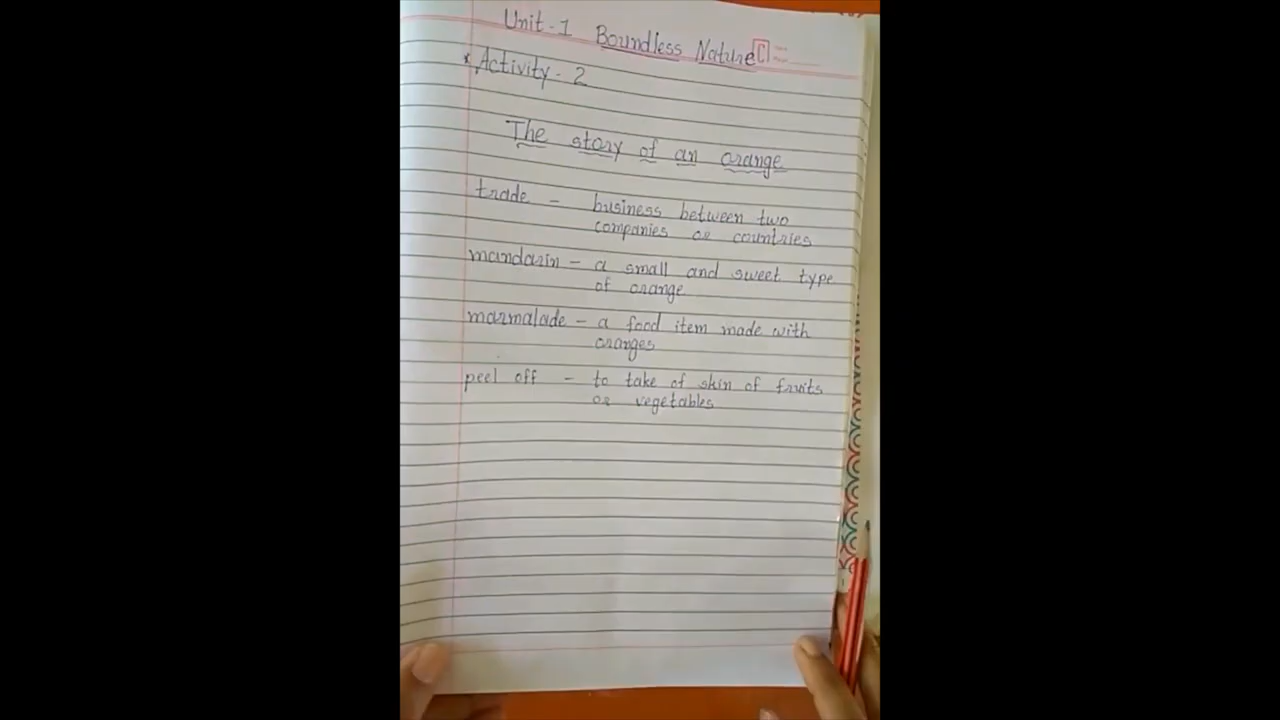 Unit-1 Boundless Nature
* Activity - 2
The story of an orange
trade - business between two
companies or countries
mandarin - a small and sweet type
of orange
marmalade - a food item made with
oranges
peel off - to take of skin of fruits
or vegetables